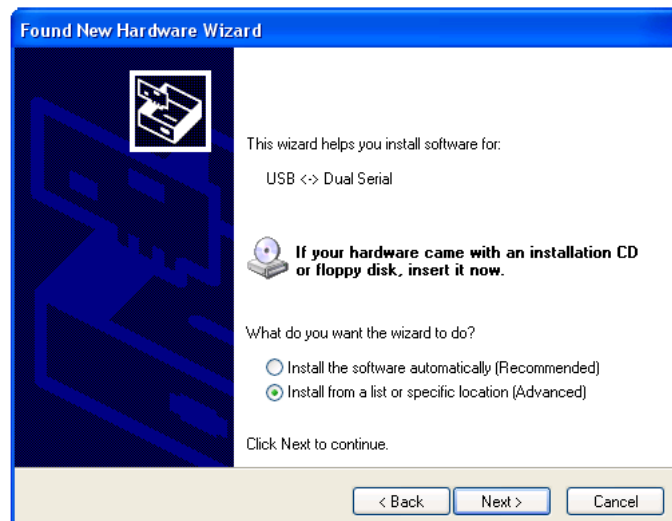 Found New Hardware Wizard
This wizard helps you install software for:
USB <-> Dual Serial
If your hardware came with an installation CD
or floppy disk, insert it now.
What do you want the wizard to do?
Install the software automatically (Recommended)
Install from a list or specific location (Advanced)
Click Next to continue.
< Back Next > Cancel